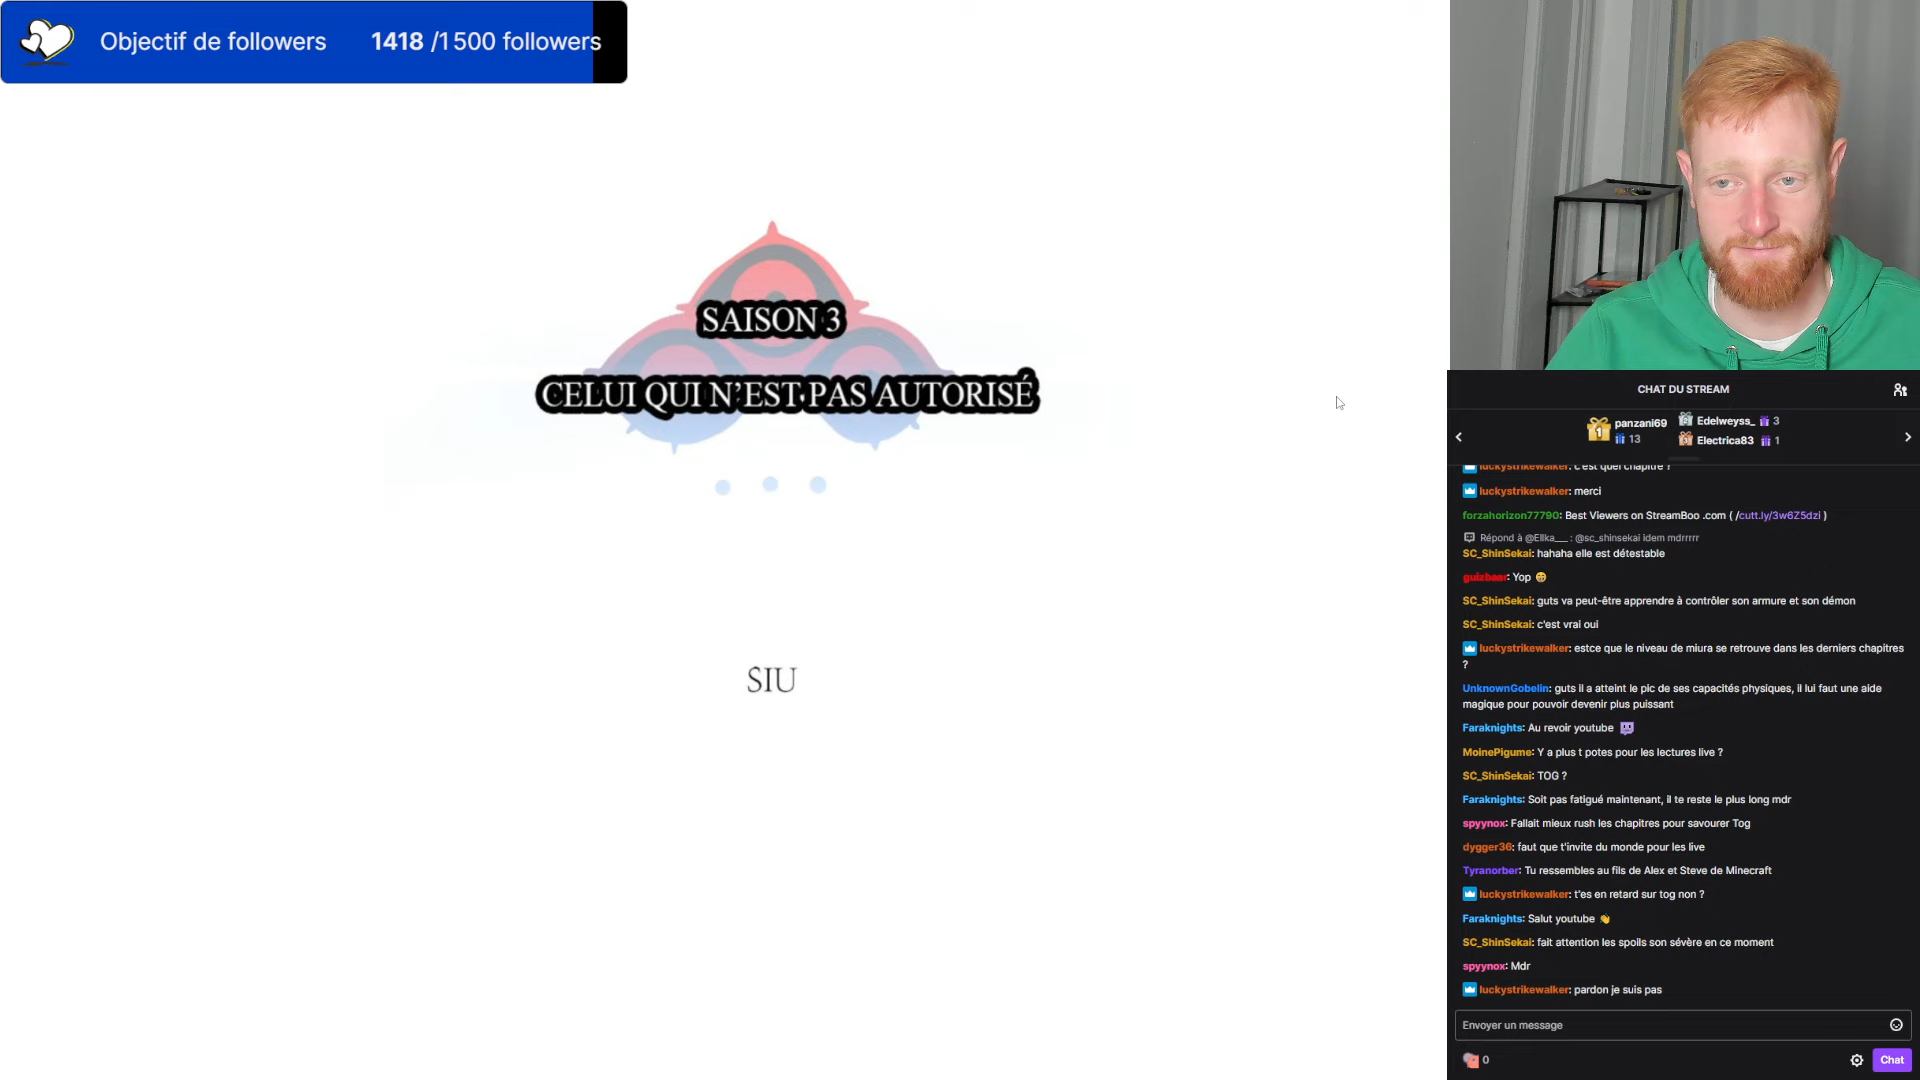 Objectif de followers 1418 /1 500 followers
SAISON 3
CELUI QUI N'EST PAS AUTORISÉ
SIU
CHAT DU STREAM
1 panzani69 13
Edelweyss_ 3
Electrica83 1
luckystrikewalker: c'est quel chapitre ?
luckystrikewalker: merci
forzahorizon77790: Best Viewers on StreamBoo .com ( /cutt.ly/3w6Z5dzi )
Répond à @Ellka___ : @sc_shinsekai idem mdrrrrr
SC_ShinSekai: hahaha elle est détestable
guizbaer: Yop
SC_ShinSekai: guts va peut-être apprendre à contrôler son armure et son démon
SC_ShinSekai: c'est vrai oui
luckystrikewalker: estce que le niveau de miura se retrouve dans les derniers chapitres
?
UnknownGobelin: guts il a atteint le pic de ses capacités physiques, il lui faut une aide
magique pour pouvoir devenir plus puissant
Faraknights: Au revoir youtube
MoinePigume: Y a plus t potes pour les lectures live ?
SC_ShinSekai: TOG ?
Faraknights: Soit pas fatigué maintenant, il te reste le plus long mdr
spyynox: Fallait mieux rush les chapitres pour savourer Tog
dygger36: faut que t'invite du monde pour les live
Tyranorber: Tu ressembles au fils de Alex et Steve de Minecraft
luckystrikewalker: t'es en retard sur tog non ?
Faraknights: Salut youtube
SC_ShinSekai: fait attention les spoils son sévère en ce moment
spyynox: Mdr
luckystrikewalker: pardon je suis pas
Envoyer un message
0
Chat